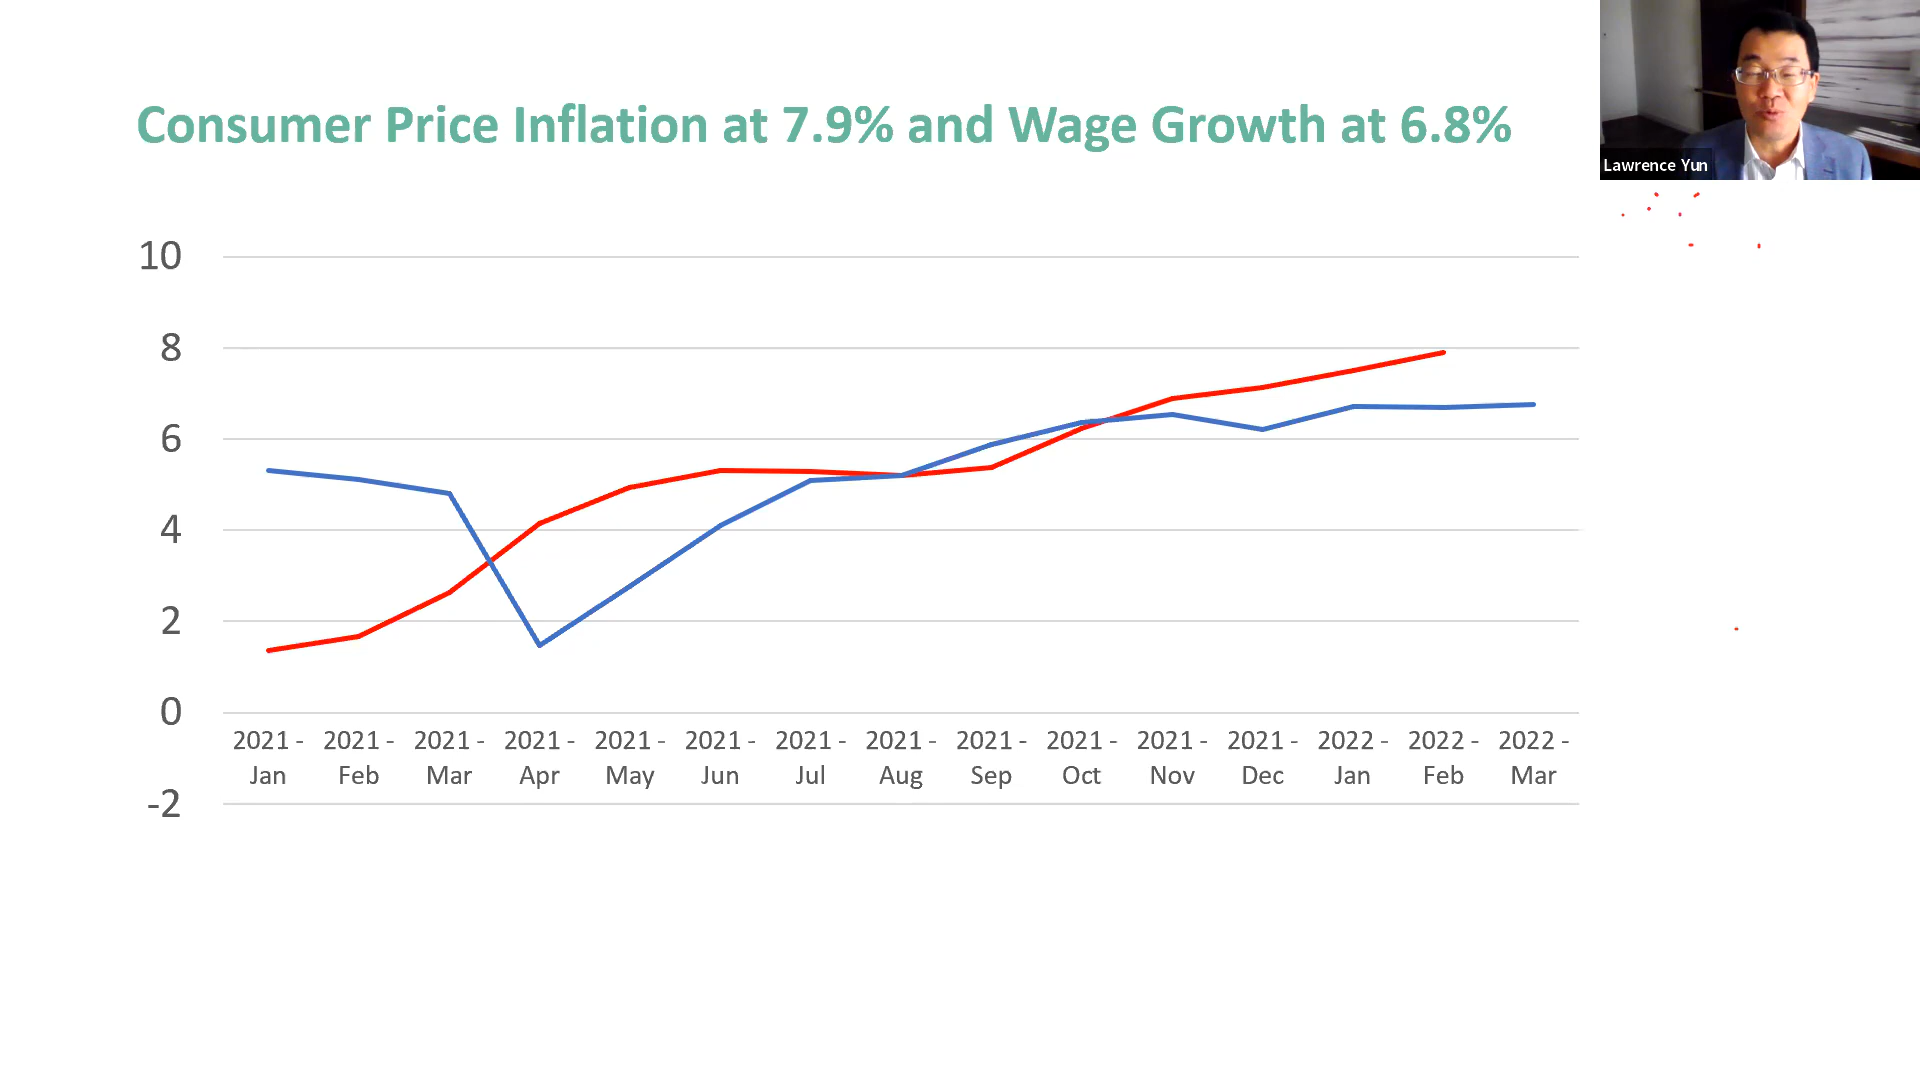 Consumer Price Inflation at 7.9% and Wage Growth at 6.8%
Lawrence Yun
10
8
6
4
2
0
-2
2021 - 2021 - 2021 - 2021 - 2021 - 2021 - 2021 - 2021 - 2021 - 2021 - 2021 - 2021 - 2022 - 2022 - 2022 -
Jan Feb Mar Apr May Jun Jul Aug Sep Oct Nov Dec Jan Feb Mar